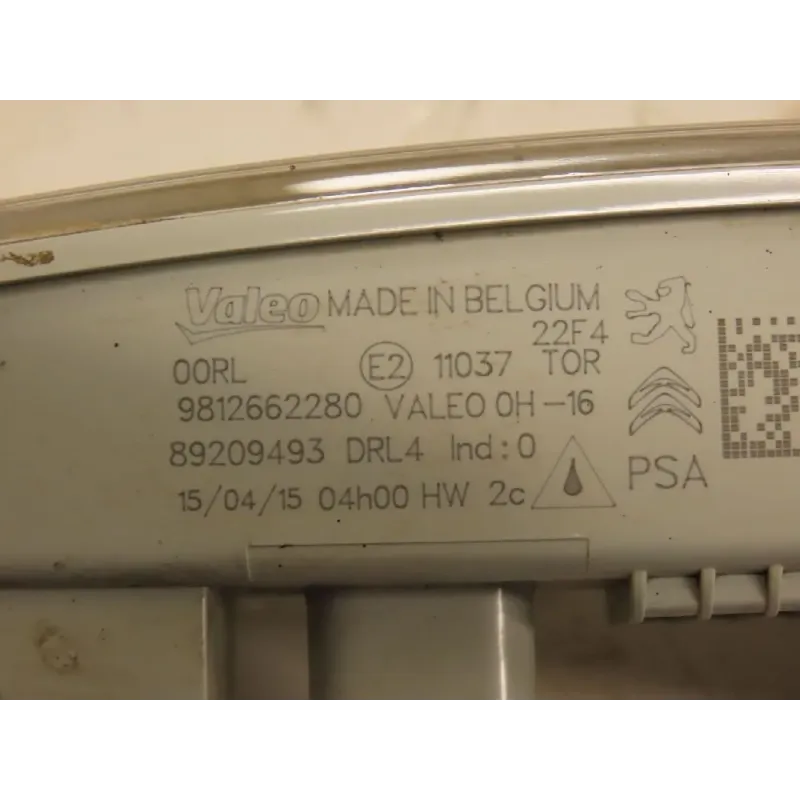 Valeo MADE IN BELGIUM
22F4
00RL E2 11037 TOR
9812662280 VALEO 0H-16
89209493 DRL4 Ind:0
15/04/15 04h00 HW 2c
PSA